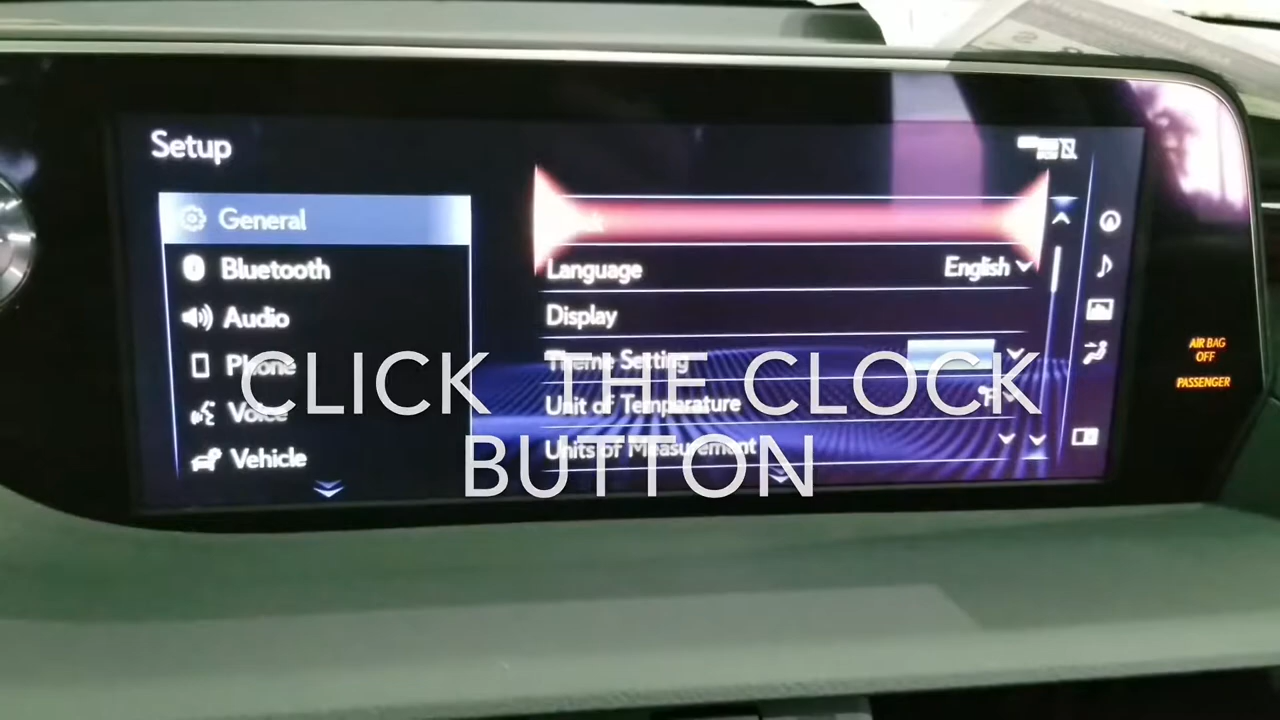 Setup
General
Bluetooth
Audio
Phone
Voice
Vehicle
Language English
Display
Theme Setting
Unit of Temparature °F
Units of Measurement
CLICK THE CLOCK
BUTTON
AIR BAG
OFF
PASSENGER